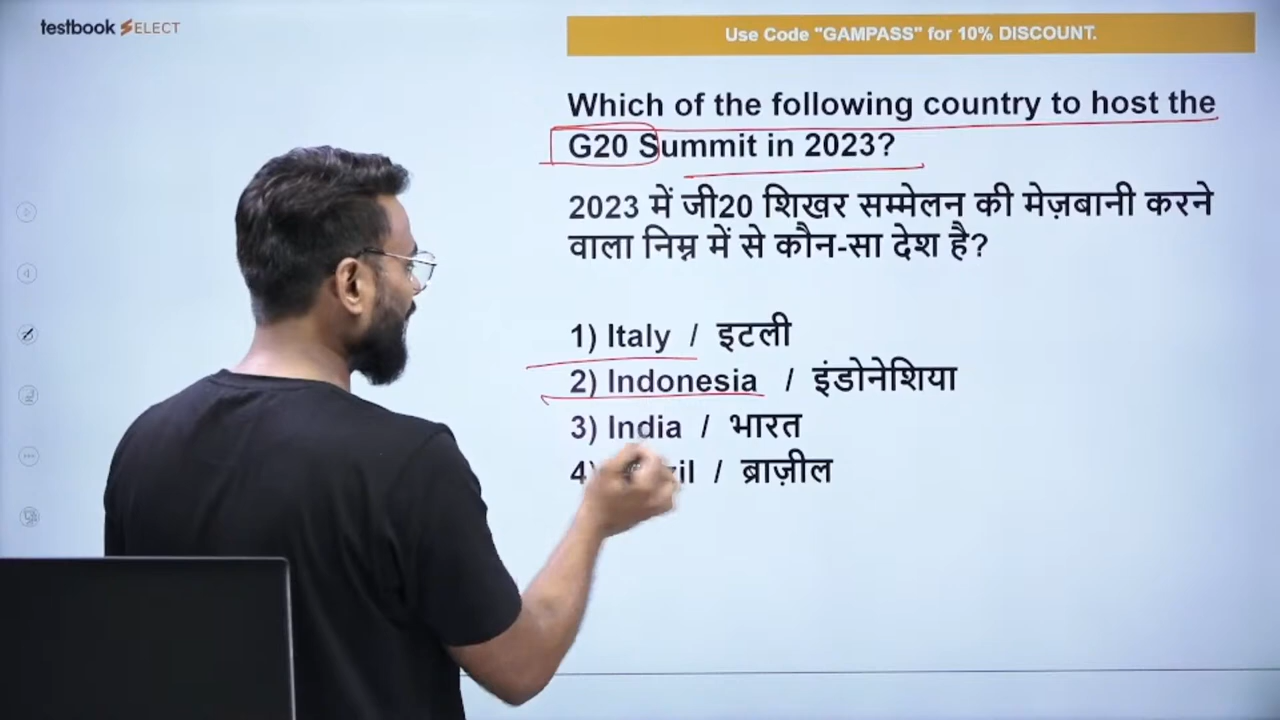 testbook SELECT
Use Code "GAMPASS" for 10% DISCOUNT.
Which of the following country to host the
G20 Summit in 2023?
2023 में जी20 शिखर सम्मेलन की मेज़बानी करने
वाला निम्न में से कौन-सा देश है?
1) Italy / इटली
2) Indonesia / इंडोनेशिया
3) India / भारत
4) / ब्राज़ील